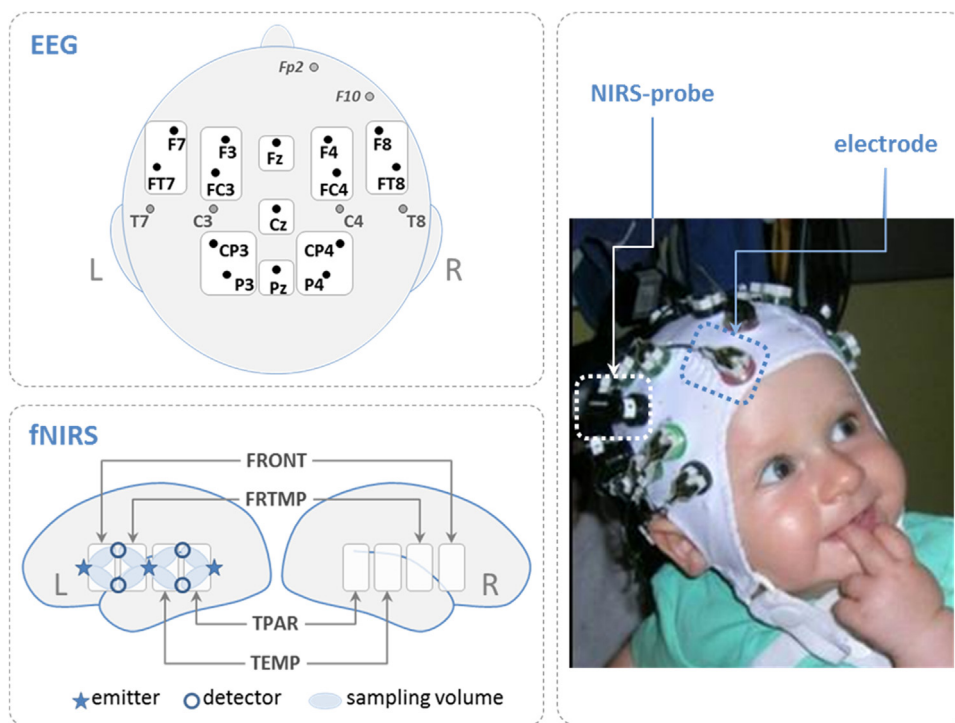 EEG
Fp2
F10
F7 F3 Fz F4 F8
FT7 FC3 FC4 FT8
T7 C3 Cz C4 T8
CP3 CP4
L P3 Pz P4 R
fNIRS
FRONT
FRTMP
L R
TPAR
TEMP
emitter detector sampling volume
NIRS-probe
electrode